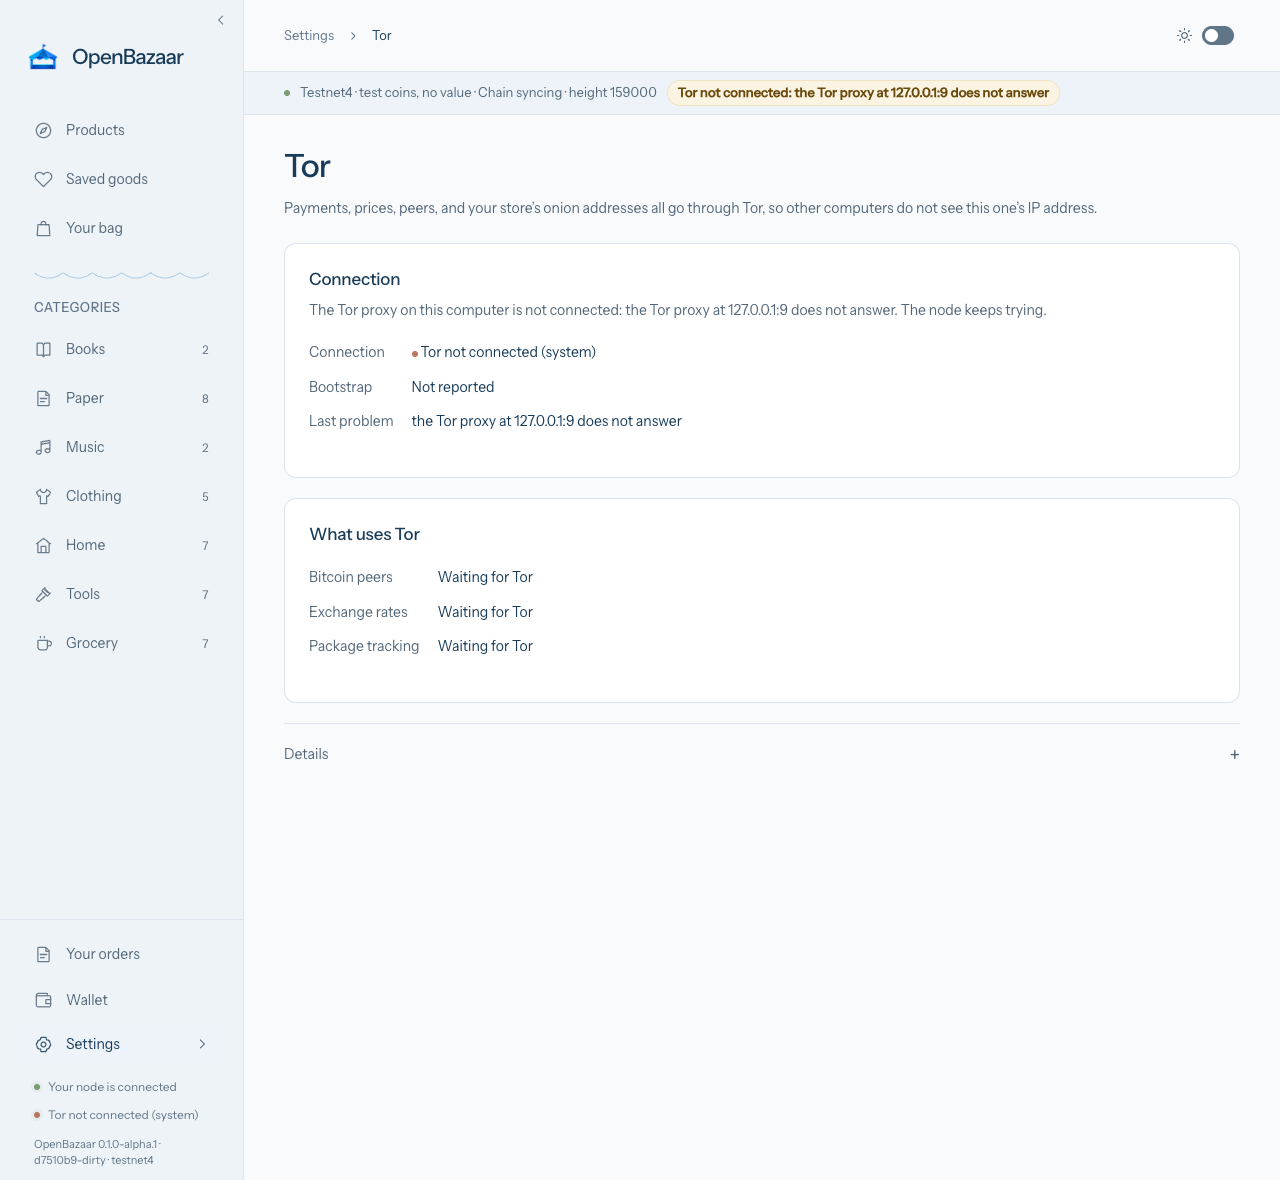 OpenBazaar
Products
Saved goods
Your bag
CATEGORIES
Books 2
Paper 8
Music 2
Clothing 5
Home 7
Tools 7
Grocery 7
Your orders
Wallet
Settings
Your node is connected
Tor not connected (system)
OpenBazaar 0.1.0-alpha.1 ·
d7510b9-dirty · testnet4
Settings > Tor
Testnet4 · test coins, no value · Chain syncing · height 159000 Tor not connected: the Tor proxy at 127.0.0.1:9 does not answer
Tor
Payments, prices, peers, and your store’s onion addresses all go through Tor, so other computers do not see this one’s IP address.
Connection
The Tor proxy on this computer is not connected: the Tor proxy at 127.0.0.1:9 does not answer. The node keeps trying.
Connection Tor not connected (system)
Bootstrap Not reported
Last problem the Tor proxy at 127.0.0.1:9 does not answer
What uses Tor
Bitcoin peers Waiting for Tor
Exchange rates Waiting for Tor
Package tracking Waiting for Tor
Details +